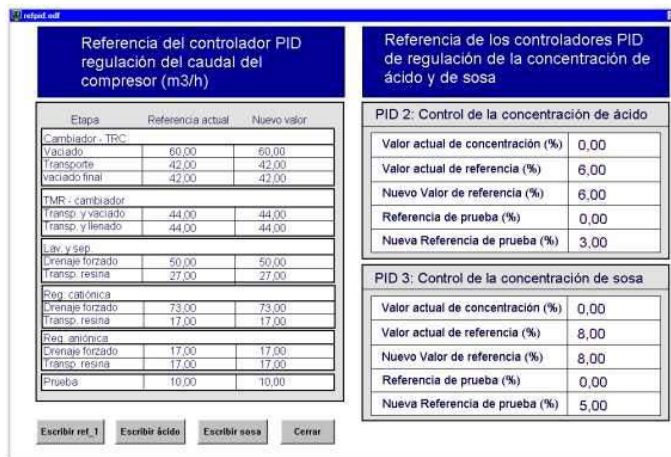 refpid.odf
Referencia del controlador PID
regulación del caudal del
compresor (m3/h)
Etapa Referencia actual Nuevo valor
Cambiador - TRC
Vaciado 60,00 60,00
Transporte 42,00 42,00
vaciado final 42,00 42,00
TMR - cambiador
Transp. y vaciado 44,00 44,00
Transp. y llenado 44,00 44,00
Lav. y sep.
Drenaje forzado 50,00 50,00
Transp. resina 27,00 27,00
Reg. catiónica
Drenaje forzado 73,00 73,00
Transp. resina 17,00 17,00
Reg. aniónica
Drenaje forzado 17,00 17,00
Transp. resina 17,00 17,00
Prueba 10,00 10,00
Escribir ref_1 Escribir ácido Escribir sosa Cerrar
Referencia de los controladores PID
de regulación de la concentración de
ácido y de sosa
PID 2: Control de la concentración de ácido
Valor actual de concentración (%) 0,00
Valor actual de referencia (%) 6,00
Nuevo Valor de referencia (%) 6,00
Referencia de prueba (%) 0,00
Nueva Referencia de prueba (%) 3,00
PID 3: Control de la concentración de sosa
Valor actual de concentración (%) 0,00
Valor actual de referencia (%) 8,00
Nuevo Valor de referencia (%) 8,00
Referencia de prueba (%) 0,00
Nueva Referencia de prueba (%) 5,00